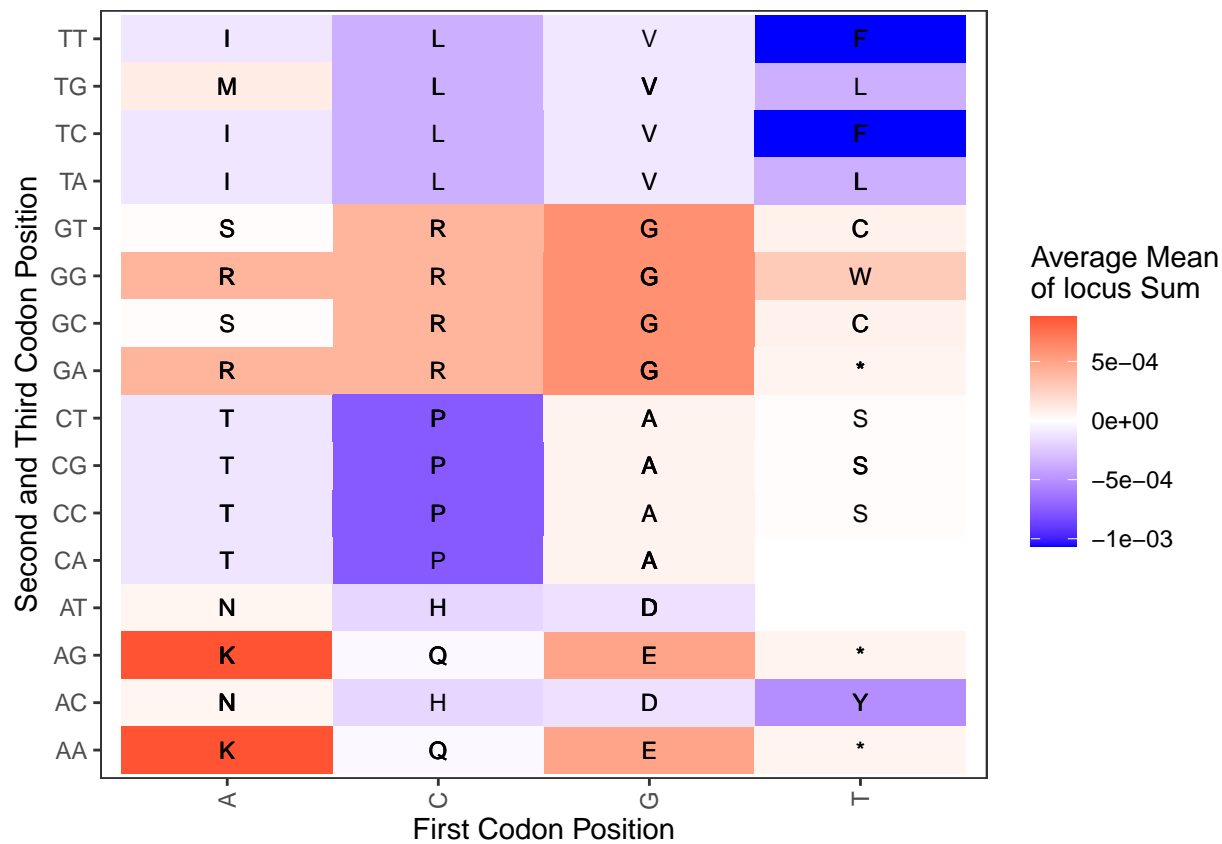 TT I L V F
TG M L V L
TC I L V F
TA I L V L
GT S R G C
GG R R G W
GC S R G C
GA R R G *
CT T P A S
CG T P A S
CC T P A S
CA T P A
AT N H D
AG K Q E *
AC N H D Y
AA K Q E *
A C G T
First Codon Position
Second and Third Codon Position
Average Mean
of locus Sum
5e−04
0e+00
−5e−04
−1e−03